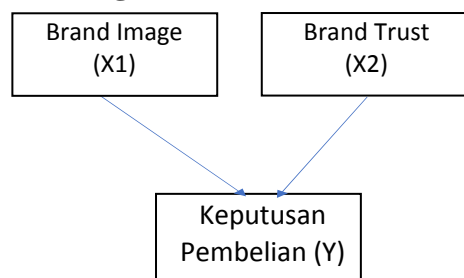 Brand Image
(X1)
Brand Trust
(X2)
Keputusan
Pembelian (Y)